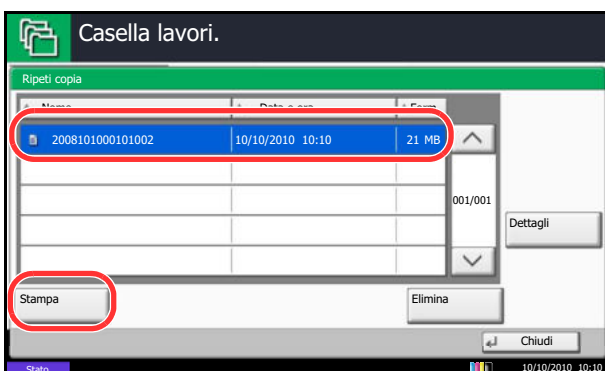 Casella lavori.
Ripeti copia
Nome Data e ora Form
2008101000101002 10/10/2010 10:10 21 MB
001/001
Dettagli
Stampa Elimina
Chiudi
Stato 10/10/2010 10:10